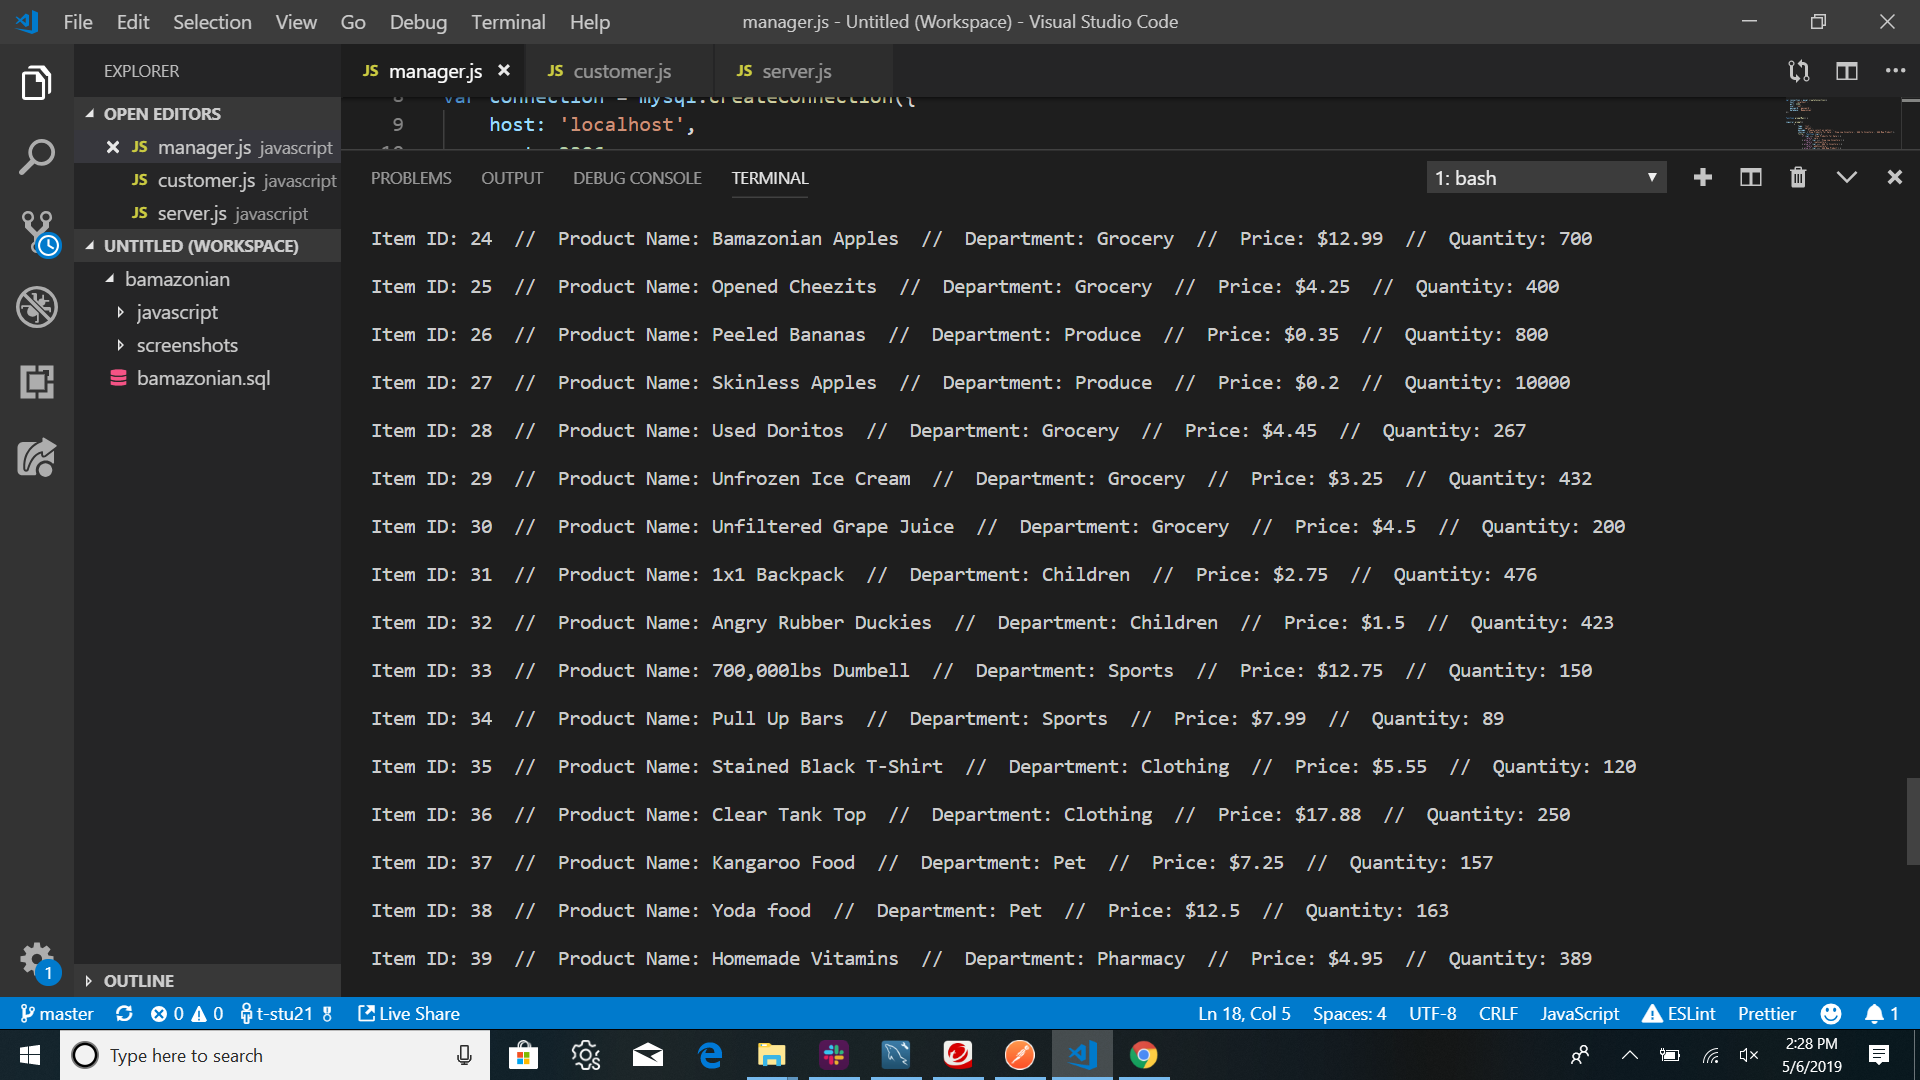 File Edit Selection View Go Debug Terminal Help manager.js - Untitled (Workspace) - Visual Studio Code
EXPLORER
JS manager.js JS customer.js JS server.js
OPEN EDITORS
JS manager.js javascript
JS customer.js javascript
JS server.js javascript
UNTITLED (WORKSPACE)
bamazonian
javascript
screenshots
bamazonian.sql
OUTLINE
8 var connection = mysql.createConnection({
9 host: 'localhost',
PROBLEMS OUTPUT DEBUG CONSOLE TERMINAL 1: bash
Item ID: 24 // Product Name: Bamazonian Apples // Department: Grocery // Price: $12.99 // Quantity: 700
Item ID: 25 // Product Name: Opened Cheezits // Department: Grocery // Price: $4.25 // Quantity: 400
Item ID: 26 // Product Name: Peeled Bananas // Department: Produce // Price: $0.35 // Quantity: 800
Item ID: 27 // Product Name: Skinless Apples // Department: Produce // Price: $0.2 // Quantity: 10000
Item ID: 28 // Product Name: Used Doritos // Department: Grocery // Price: $4.45 // Quantity: 267
Item ID: 29 // Product Name: Unfrozen Ice Cream // Department: Grocery // Price: $3.25 // Quantity: 432
Item ID: 30 // Product Name: Unfiltered Grape Juice // Department: Grocery // Price: $4.5 // Quantity: 200
Item ID: 31 // Product Name: 1x1 Backpack // Department: Children // Price: $2.75 // Quantity: 476
Item ID: 32 // Product Name: Angry Rubber Duckies // Department: Children // Price: $1.5 // Quantity: 423
Item ID: 33 // Product Name: 700,000lbs Dumbell // Department: Sports // Price: $12.75 // Quantity: 150
Item ID: 34 // Product Name: Pull Up Bars // Department: Sports // Price: $7.99 // Quantity: 89
Item ID: 35 // Product Name: Stained Black T-Shirt // Department: Clothing // Price: $5.55 // Quantity: 120
Item ID: 36 // Product Name: Clear Tank Top // Department: Clothing // Price: $17.88 // Quantity: 250
Item ID: 37 // Product Name: Kangaroo Food // Department: Pet // Price: $7.25 // Quantity: 157
Item ID: 38 // Product Name: Yoda food // Department: Pet // Price: $12.5 // Quantity: 163
Item ID: 39 // Product Name: Homemade Vitamins // Department: Pharmacy // Price: $4.95 // Quantity: 389
1
master 0 0 t-stu21 Live Share Ln 18, Col 5 Spaces: 4 UTF-8 CRLF JavaScript ESLint Prettier 1
Type here to search
2:28 PM
5/6/2019